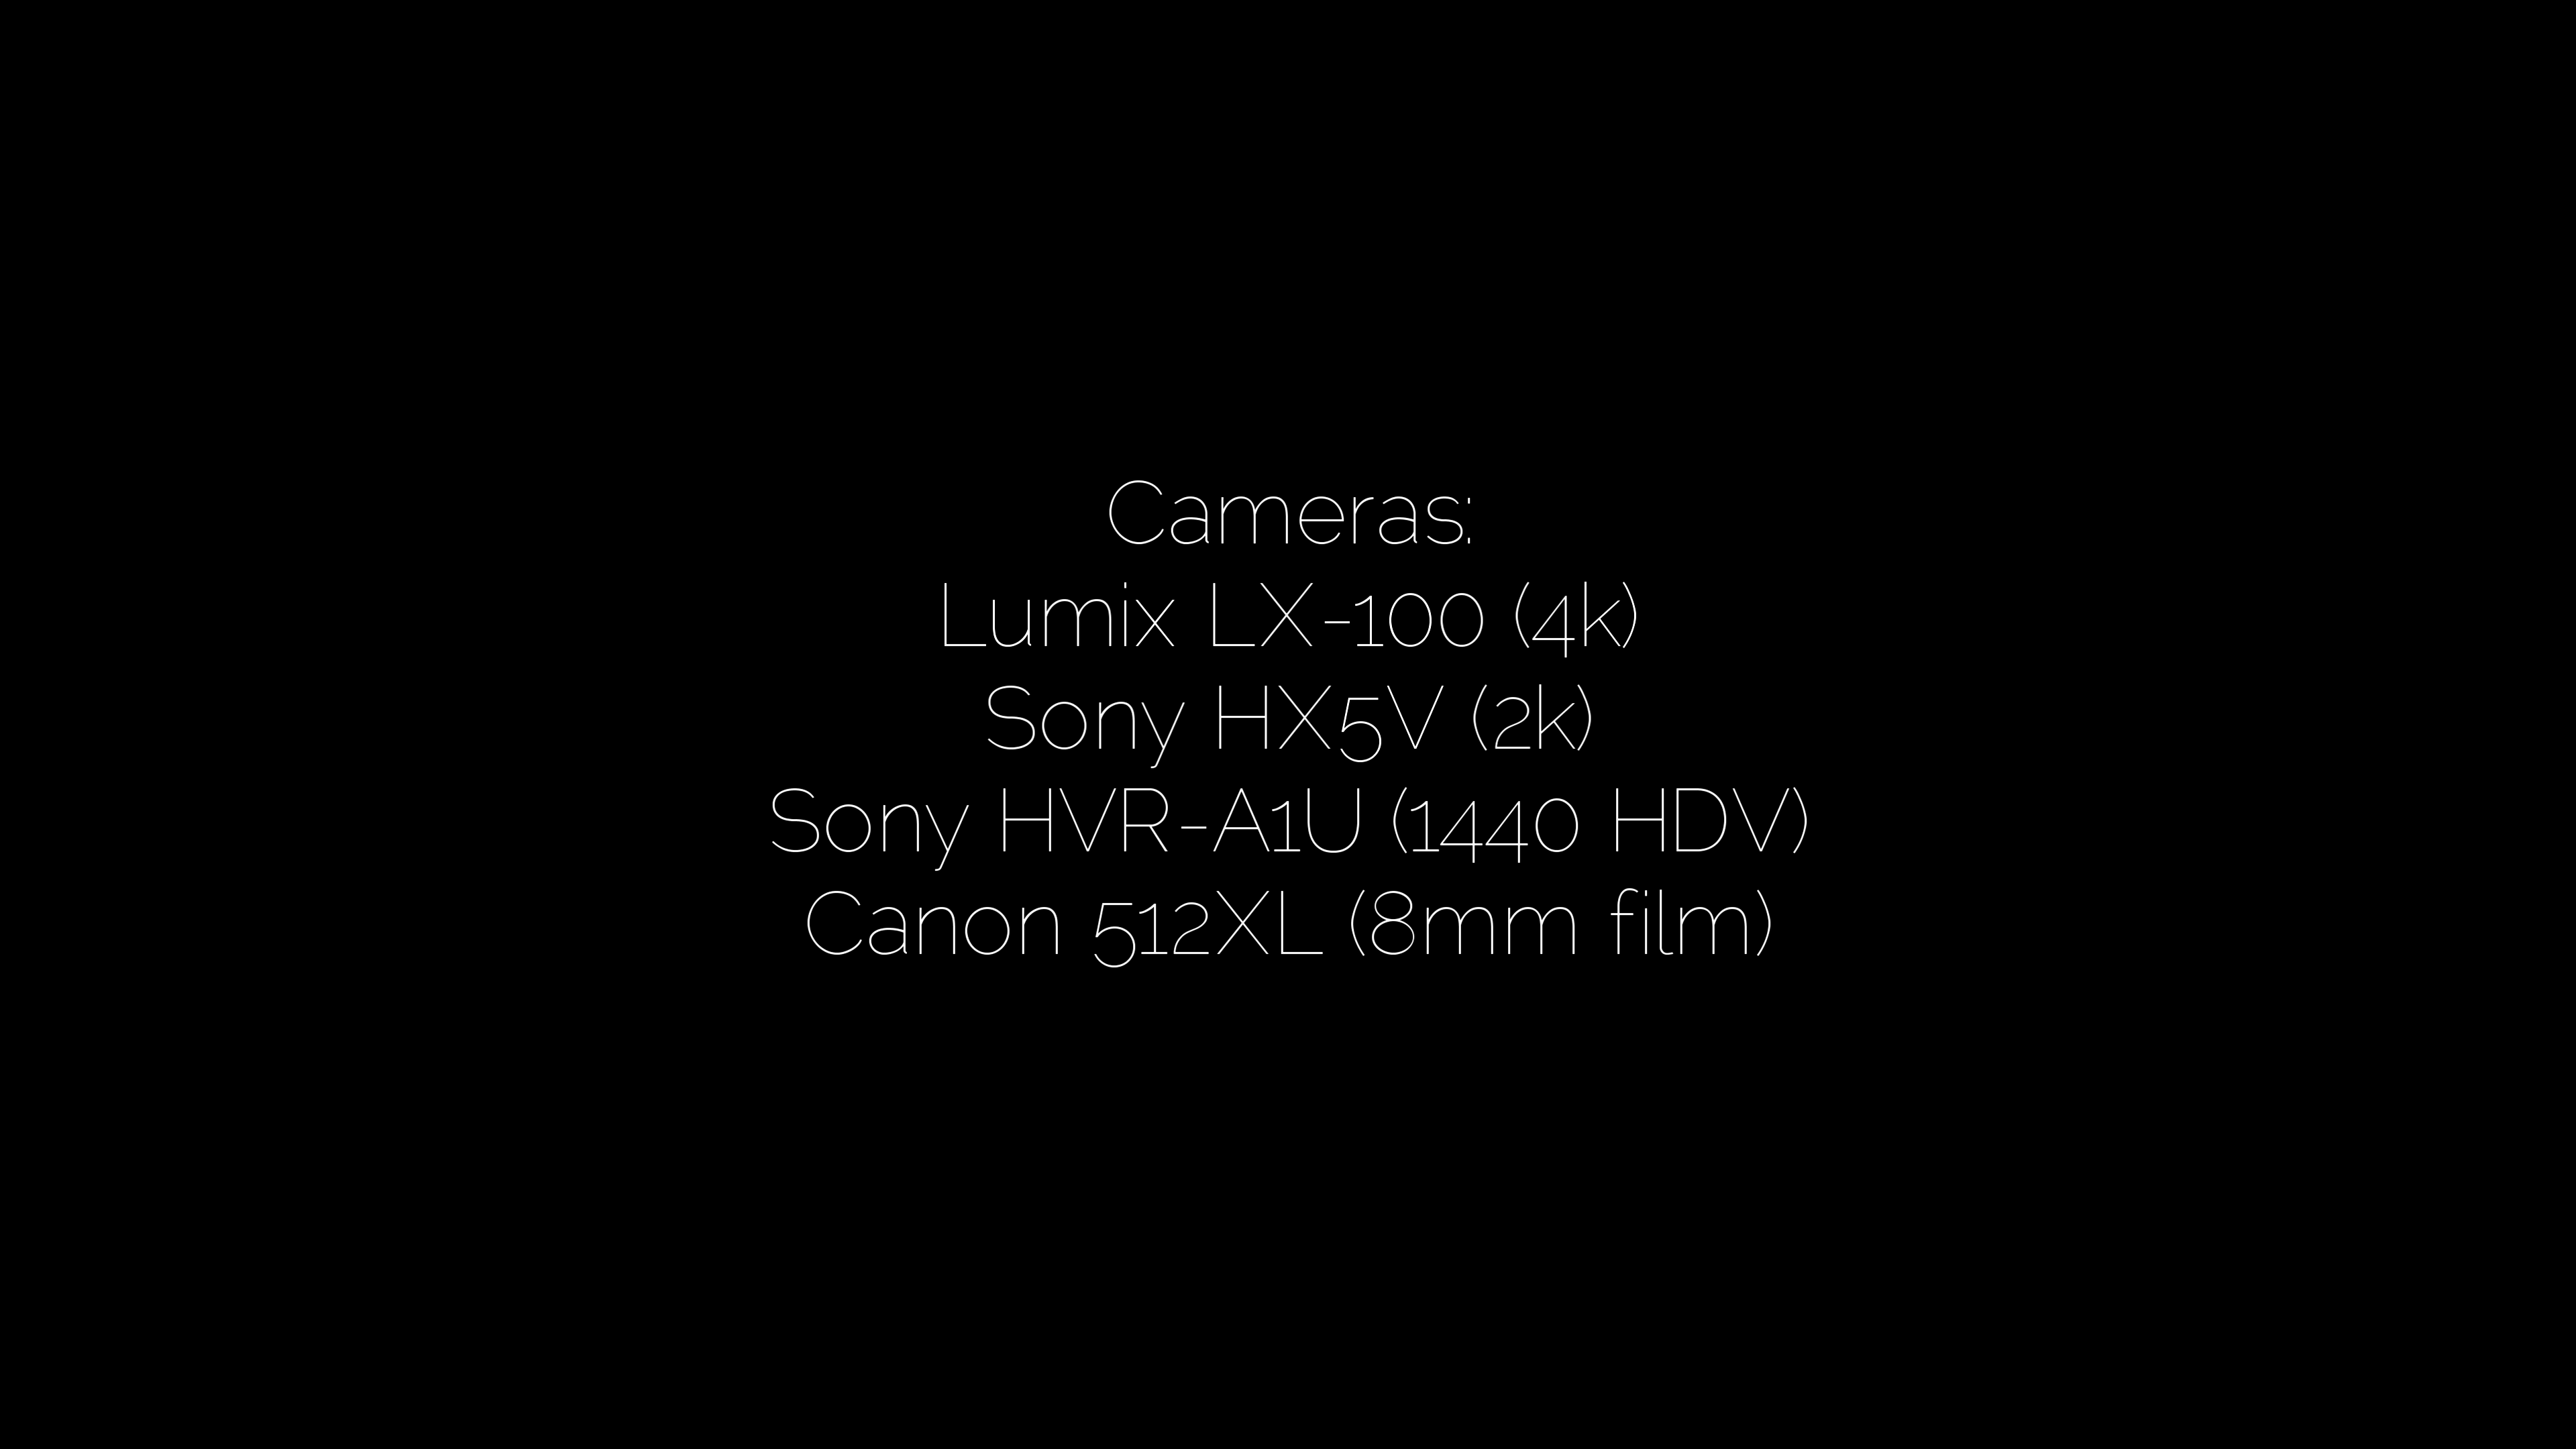 Cameras:
Lumix LX-100 (4k)
Sony HX5V (2k)
Sony HVR-A1U (1440 HDV)
Canon 512XL (8mm film)